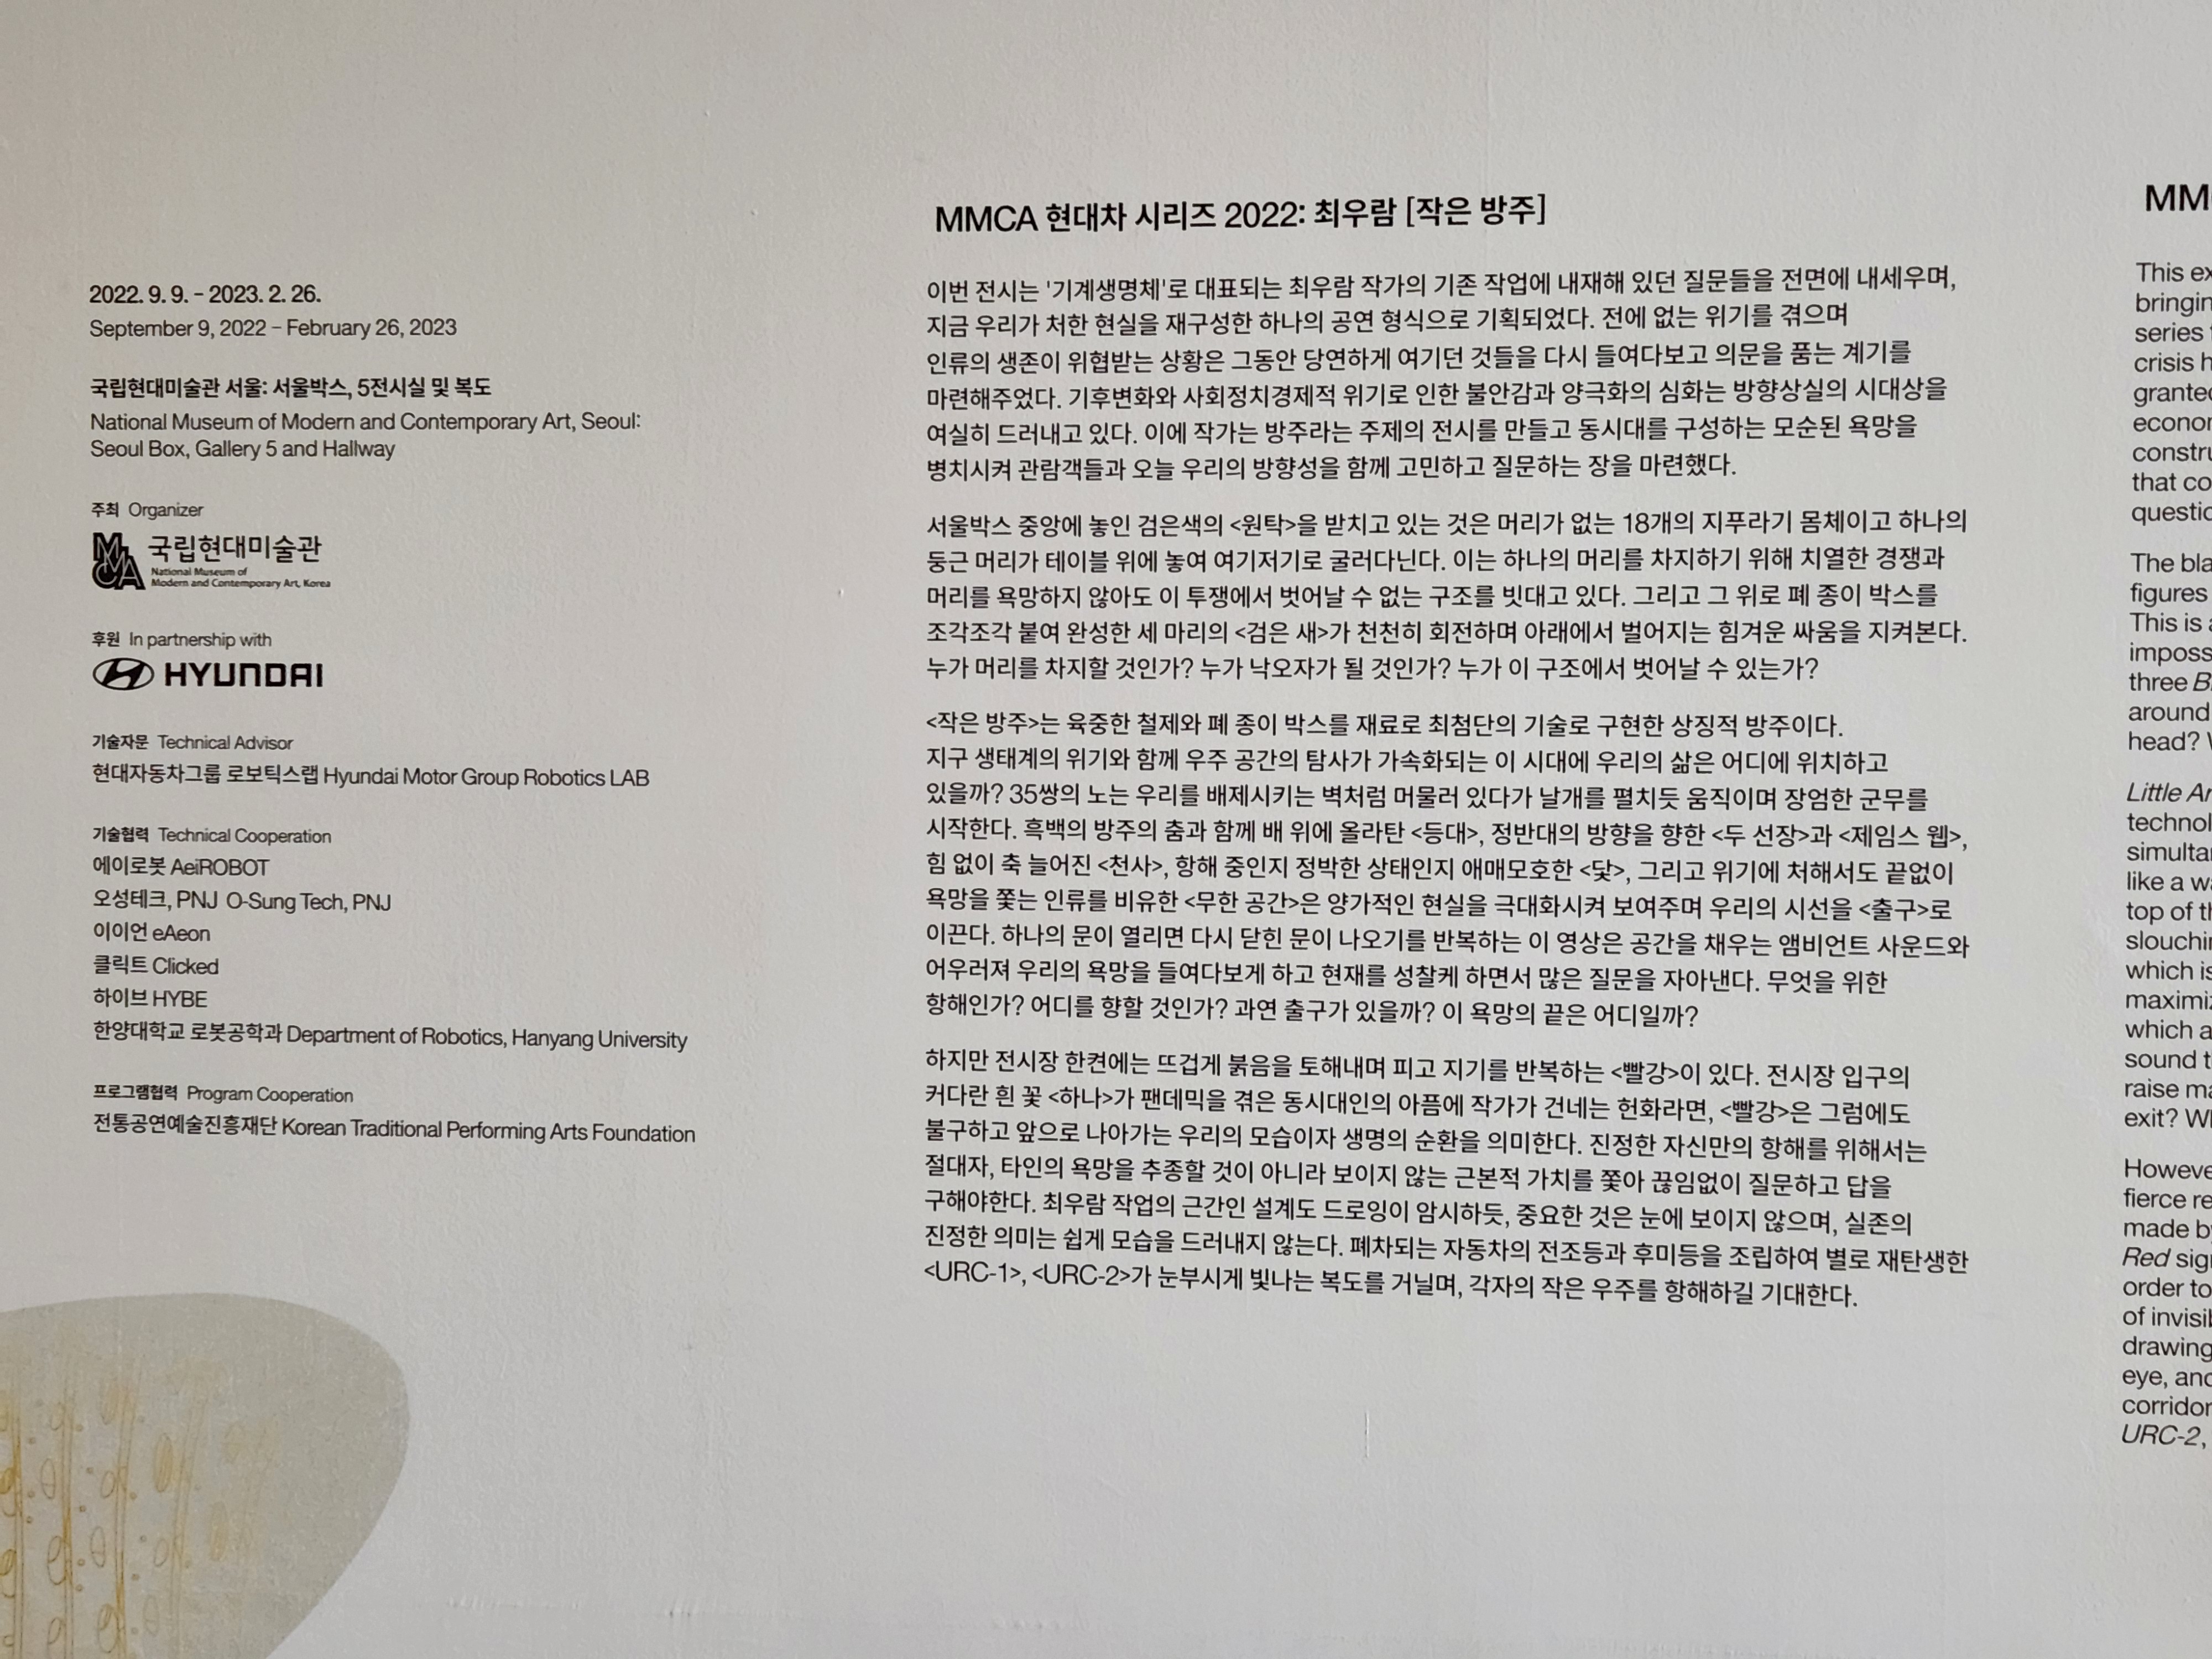 2022. 9. 9. - 2023. 2. 26.
September 9, 2022 - February 26, 2023
국립현대미술관 서울: 서울박스, 5전시실 및 복도
National Museum of Modern and Contemporary Art, Seoul:
Seoul Box, Gallery 5 and Hallway
주최 Organizer
MMCA 국립현대미술관
National Museum of
Modern and Contemporary Art, Korea
후원 In partnership with
HYUNDAI
기술자문 Technical Advisor
현대자동차그룹 로보틱스랩 Hyundai Motor Group Robotics LAB
기술협력 Technical Cooperation
에이로봇 AeiROBOT
오성테크, PNJ O-Sung Tech, PNJ
이이언 eAeon
클릭트 Clicked
하이브 HYBE
한양대학교 로봇공학과 Department of Robotics, Hanyang University
프로그램협력 Program Cooperation
전통공연예술진흥재단 Korean Traditional Performing Arts Foundation
MMCA 현대차 시리즈 2022: 최우람 [작은 방주]
이번 전시는 '기계생명체'로 대표되는 최우람 작가의 기존 작업에 내재해 있던 질문들을 전면에 내세우며,
지금 우리가 처한 현실을 재구성한 하나의 공연 형식으로 기획되었다. 전에 없는 위기를 겪으며
인류의 생존이 위협받는 상황은 그동안 당연하게 여기던 것들을 다시 들여다보고 의문을 품는 계기를
마련해주었다. 기후변화와 사회정치경제적 위기로 인한 불안감과 양극화의 심화는 방향상실의 시대상을
여실히 드러내고 있다. 이에 작가는 방주라는 주제의 전시를 만들고 동시대를 구성하는 모순된 욕망을
병치시켜 관람객들과 오늘 우리의 방향성을 함께 고민하고 질문하는 장을 마련했다.
서울박스 중앙에 놓인 검은색의 <원탁>을 받치고 있는 것은 머리가 없는 18개의 지푸라기 몸체이고 하나의
둥근 머리가 테이블 위에 놓여 여기저기로 굴러다닌다. 이는 하나의 머리를 차지하기 위해 치열한 경쟁과
머리를 욕망하지 않아도 이 투쟁에서 벗어날 수 없는 구조를 빗대고 있다. 그리고 그 위로 폐 종이 박스를
조각조각 붙여 완성한 세 마리의 <검은 새>가 천천히 회전하며 아래에서 벌어지는 힘겨운 싸움을 지켜본다.
누가 머리를 차지할 것인가? 누가 낙오자가 될 것인가? 누가 이 구조에서 벗어날 수 있는가?
<작은 방주>는 육중한 철제와 폐 종이 박스를 재료로 최첨단의 기술로 구현한 상징적 방주이다.
지구 생태계의 위기와 함께 우주 공간의 탐사가 가속화되는 이 시대에 우리의 삶은 어디에 위치하고
있을까? 35쌍의 노는 우리를 배제시키는 벽처럼 머물러 있다가 날개를 펼치듯 움직이며 장엄한 군무를
시작한다. 흑백의 방주의 춤과 함께 배 위에 올라탄 <등대>, 정반대의 방향을 향한 <두 선장>과 <제임스 웹>,
힘 없이 축 늘어진 <천사>, 항해 중인지 정박한 상태인지 애매모호한 <닻>, 그리고 위기에 처해서도 끝없이
욕망을 쫓는 인류를 비유한 <무한 공간>은 양가적인 현실을 극대화시켜 보여주며 우리의 시선을 <출구>로
이끈다. 하나의 문이 열리면 다시 닫힌 문이 나오기를 반복하는 이 영상은 공간을 채우는 앰비언트 사운드와
어우러져 우리의 욕망을 들여다보게 하고 현재를 성찰케 하면서 많은 질문을 자아낸다. 무엇을 위한
항해인가? 어디를 향할 것인가? 과연 출구가 있을까? 이 욕망의 끝은 어디일까?
하지만 전시장 한켠에는 뜨겁게 붉음을 토해내며 피고 지기를 반복하는 <빨강>이 있다. 전시장 입구의
커다란 흰 꽃 <하나>가 팬데믹을 겪은 동시대인의 아픔에 작가가 건네는 헌화라면, <빨강>은 그럼에도
불구하고 앞으로 나아가는 우리의 모습이자 생명의 순환을 의미한다. 진정한 자신만의 항해를 위해서는
절대자, 타인의 욕망을 추종할 것이 아니라 보이지 않는 근본적 가치를 쫓아 끊임없이 질문하고 답을
구해야한다. 최우람 작업의 근간인 설계도 드로잉이 암시하듯, 중요한 것은 눈에 보이지 않으며, 실존의
진정한 의미는 쉽게 모습을 드러내지 않는다. 폐차되는 자동차의 전조등과 후미등을 조립하여 별로 재탄생한
<URC-1>, <URC-2>가 눈부시게 빛나는 복도를 거닐며, 각자의 작은 우주를 항해하길 기대한다.
This
bringin
series
crisis
granted
that
The
figures
This is
three
around
head?
Little
like a
top of
which is
which
sound
raise
exit?
fierce
made
Red
order to
drawing
eye,
URC-2,